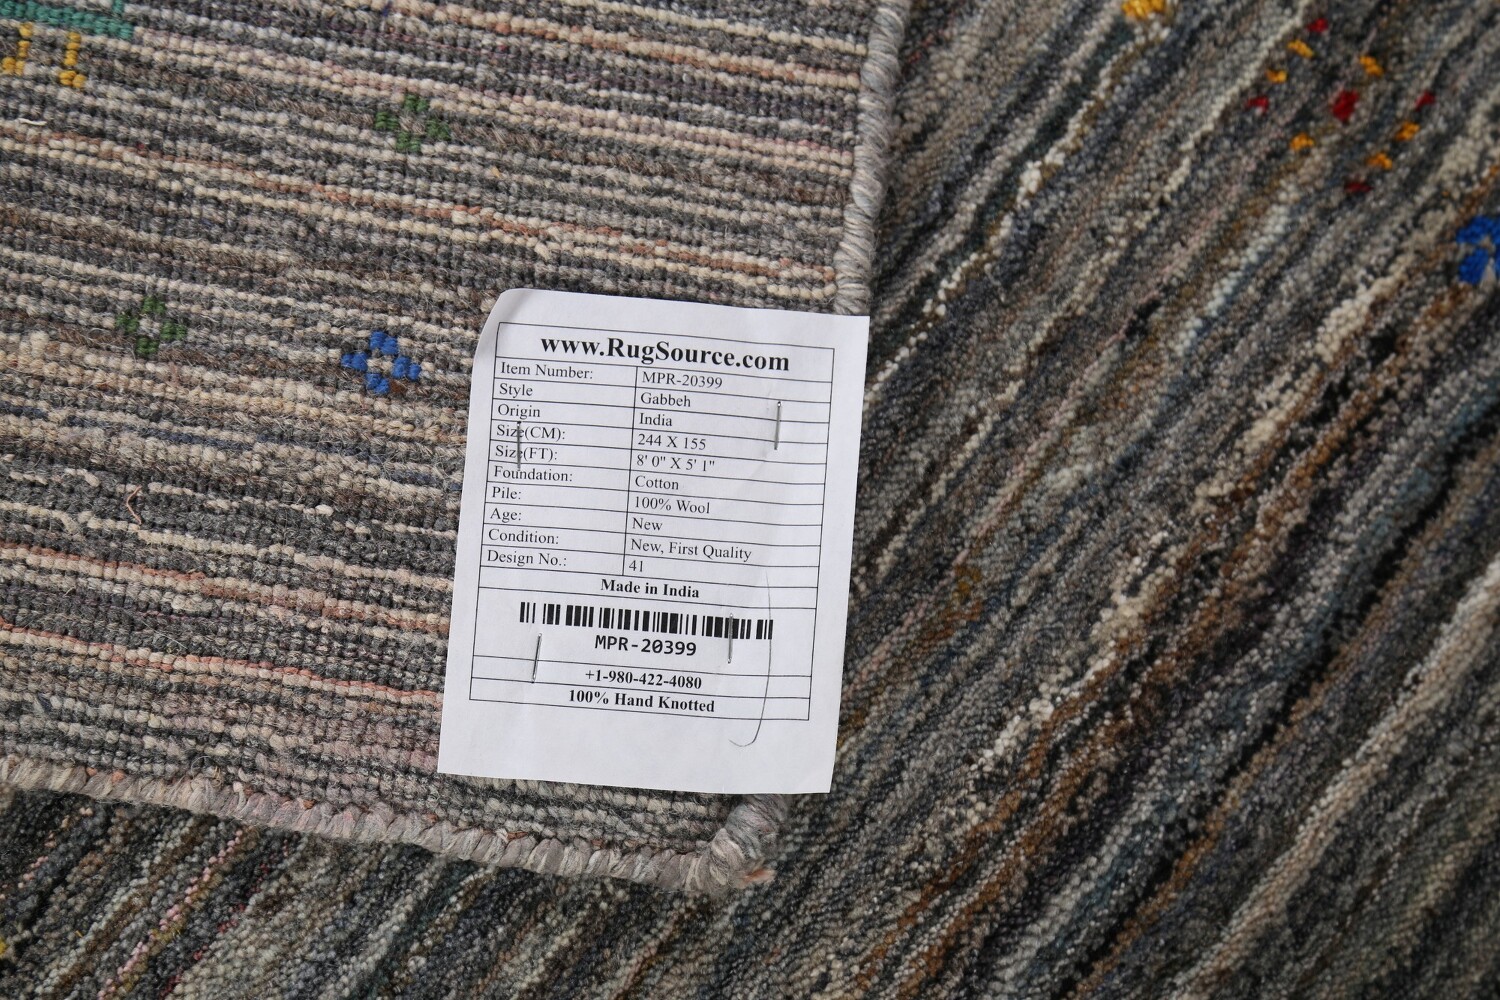 www.RugSource.com
Item Number: MPR-20399
Style Gabbeh
Origin India
Size(CM): 244 X 155
Size(FT): 8' 0" X 5' 1"
Foundation: Cotton
Pile: 100% Wool
Age: New
Condition: New, First Quality
Design No.: 41
Made in India
MPR-20399
+1-980-422-4080
100% Hand Knotted